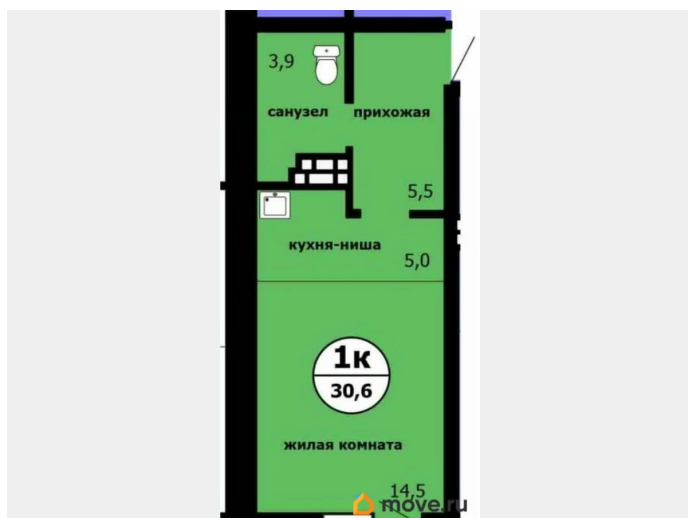 3,9
санузел
прихожая
5,5
кухня-ниша
5,0
1к
30,6
жилая комната
14,5
move.ru